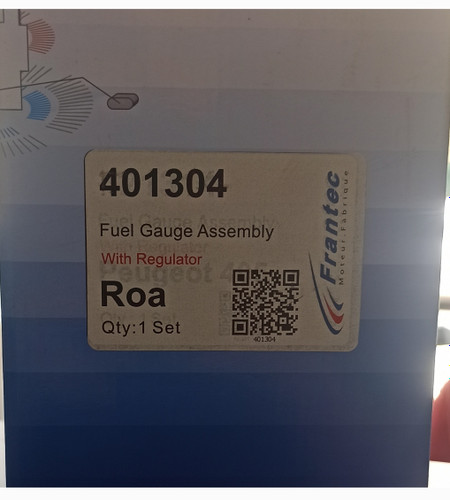 401304
Fuel Gauge Assembly
With Regulator
Roa
Qty:1 Set
401304
Frantec
Moteur.Fabrique